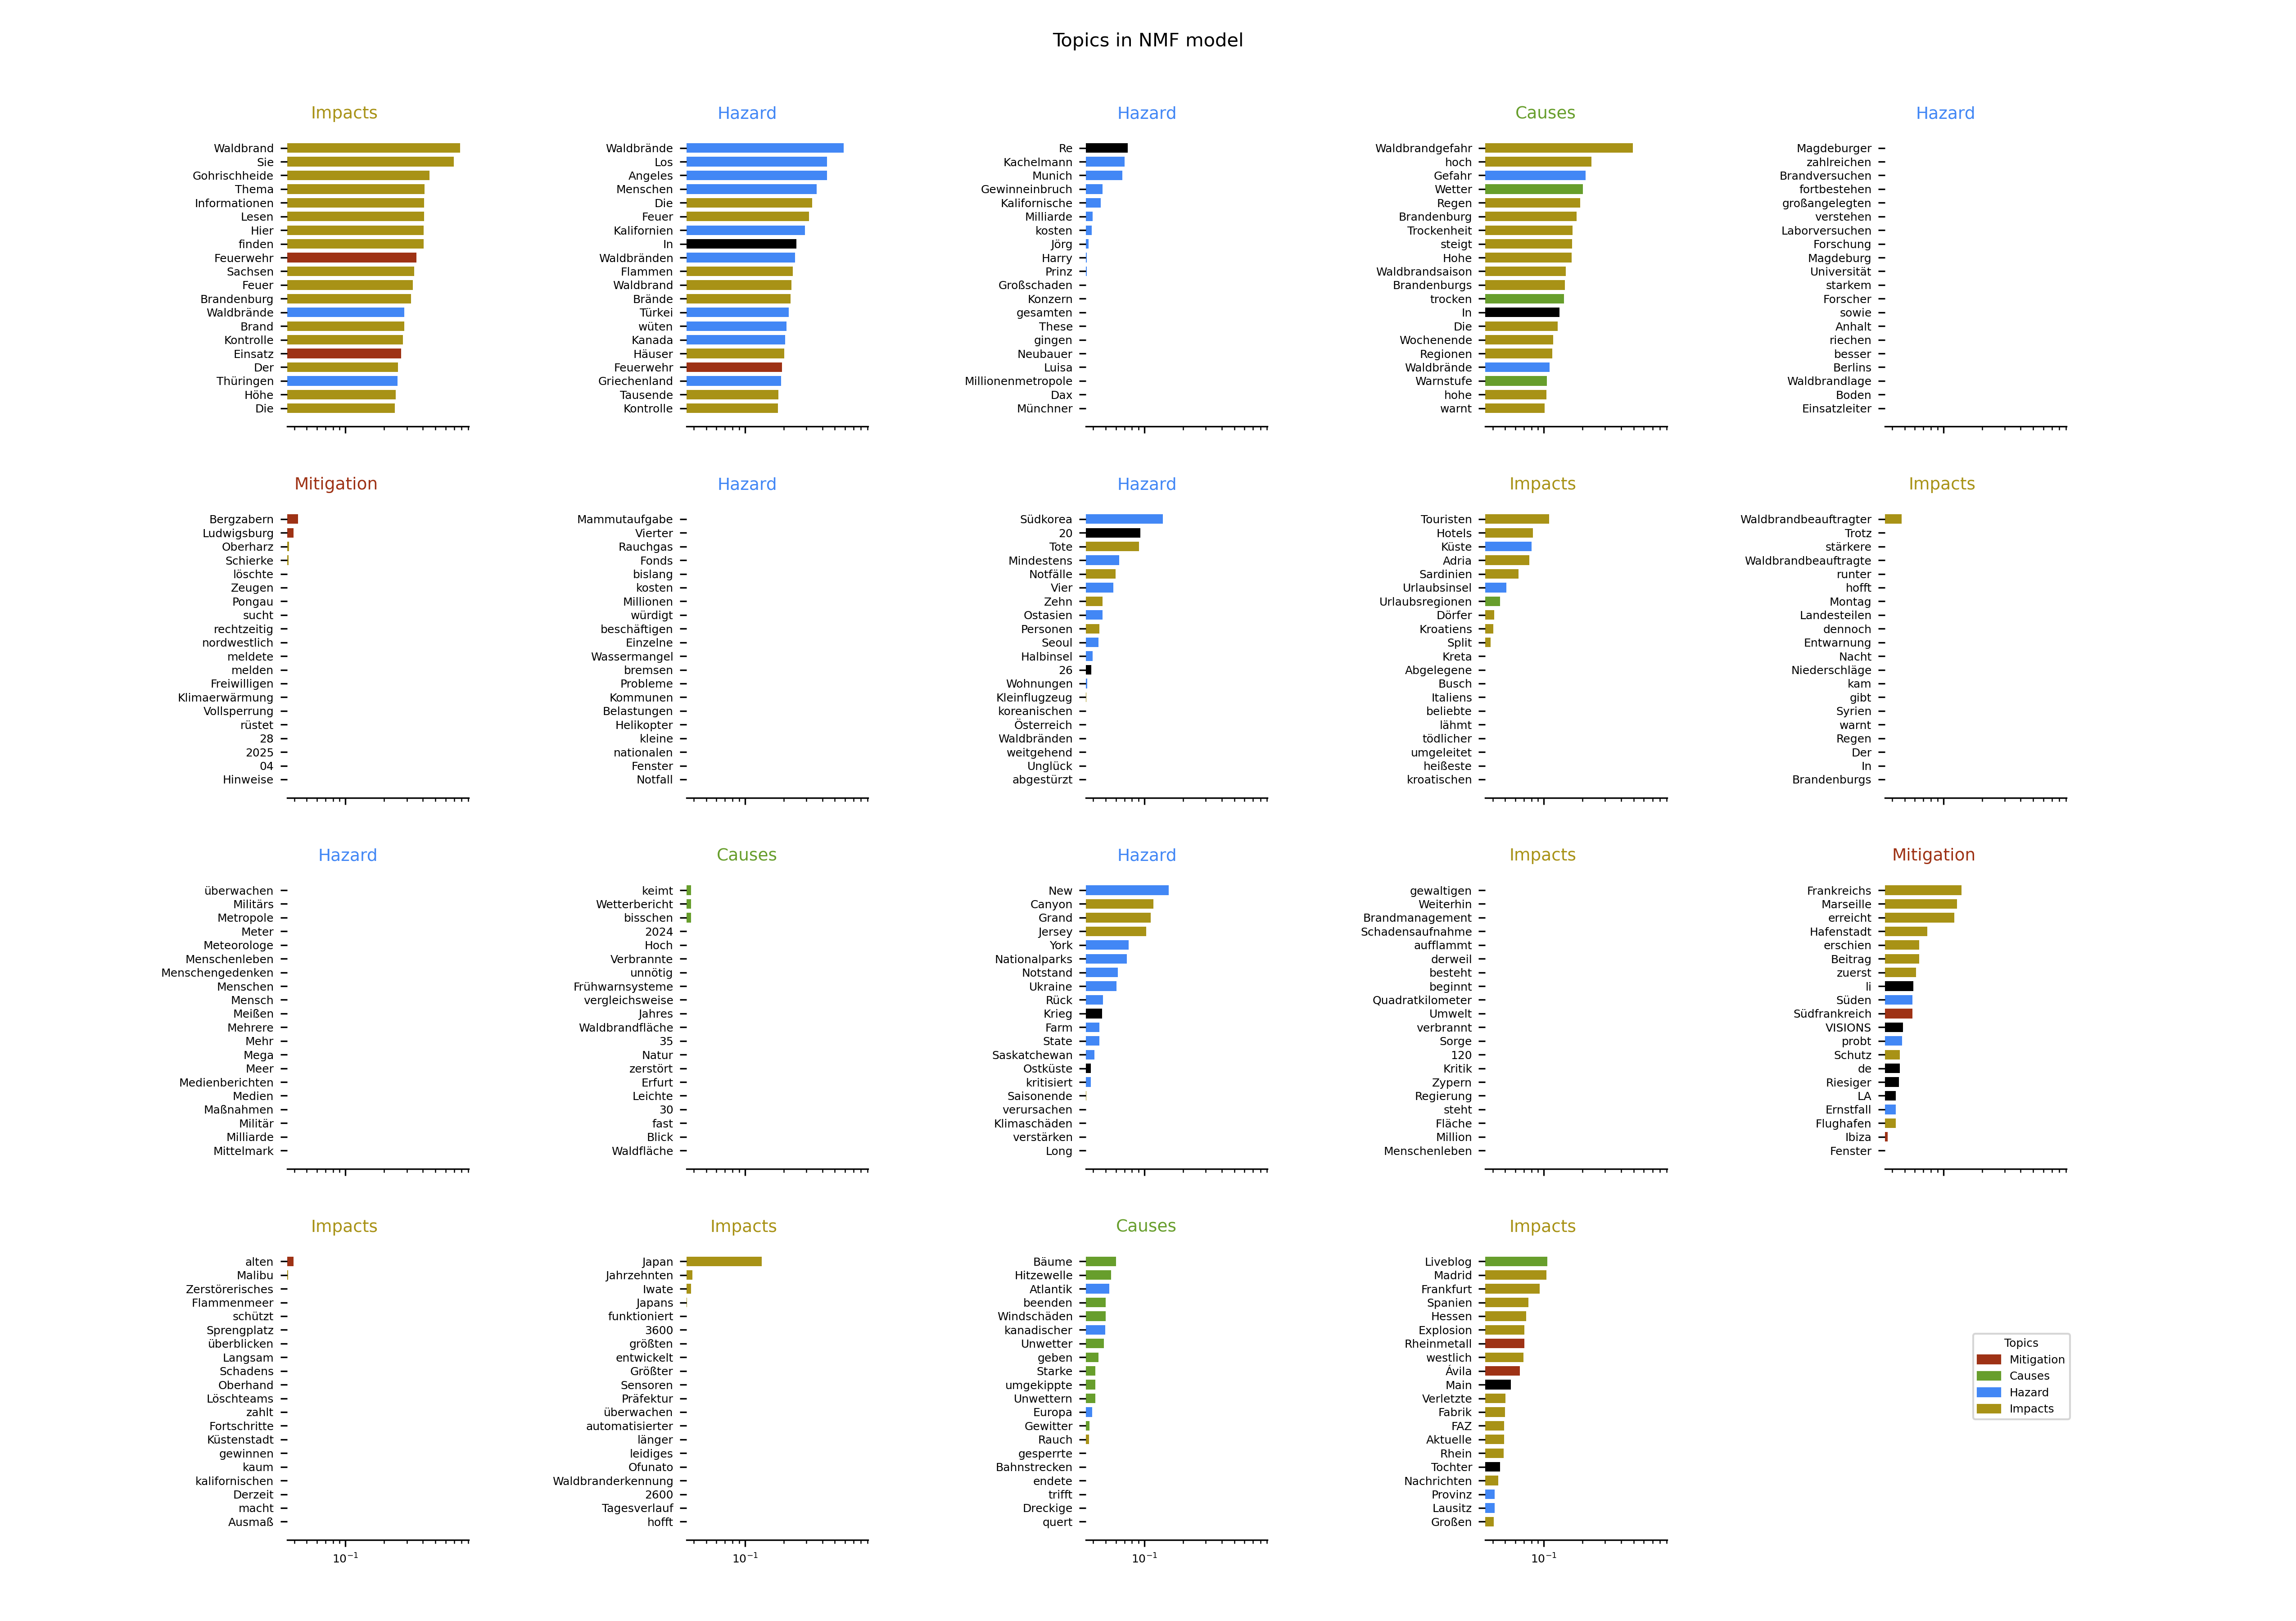 Topics in NMF model
Impacts
Waldbrand
Sie
Gohrischheide
Thema
Informationen
Lesen
Hier
finden
Feuerwehr
Sachsen
Feuer
Brandenburg
Waldbrände
Brand
Kontrolle
Einsatz
Der
Thüringen
Höhe
Die
Hazard
Waldbrände
Los
Angeles
Menschen
Die
Feuer
Kalifornien
In
Waldbränden
Flammen
Waldbrand
Brände
Türkei
wüten
Kanada
Häuser
Feuerwehr
Griechenland
Tausende
Kontrolle
Hazard
Re
Kachelmann
Munich
Gewinneinbruch
Kalifornische
Milliarde
kosten
Jörg
Harry
Prinz
Großschaden
Konzern
gesamten
These
gingen
Neubauer
Luisa
Millionenmetropole
Dax
Münchner
Causes
Waldbrandgefahr
hoch
Gefahr
Wetter
Regen
Brandenburg
Trockenheit
steigt
Hohe
Waldbrandsaison
Brandenburgs
trocken
In
Die
Wochenende
Regionen
Waldbrände
Warnstufe
hohe
warnt
Hazard
Magdeburger
zahlreichen
Brandversuchen
fortbestehen
großangelegten
verstehen
Laborversuchen
Forschung
Magdeburg
Universität
starkem
Forscher
sowie
Anhalt
riechen
besser
Berlins
Waldbrandlage
Boden
Einsatzleiter
Mitigation
Bergzabern
Ludwigsburg
Oberharz
Schierke
löschte
Zeugen
Pongau
sucht
rechtzeitig
nordwestlich
meldete
melden
Freiwilligen
Klimaerwärmung
Vollsperrung
rüstet
28
2025
04
Hinweise
Hazard
Mammutaufgabe
Vierter
Rauchgas
Fonds
bislang
kosten
Millionen
würdigt
beschäftigen
Einzelne
Wassermangel
bremsen
Probleme
Kommunen
Belastungen
Helikopter
kleine
nationalen
Fenster
Notfall
Hazard
Südkorea
20
Tote
Mindestens
Notfälle
Vier
Zehn
Ostasien
Personen
Seoul
Halbinsel
26
Wohnungen
Kleinflugzeug
koreanischen
Österreich
Waldbränden
weitgehend
Unglück
abgestürzt
Impacts
Touristen
Hotels
Küste
Adria
Sardinien
Urlaubsinsel
Urlaubsregionen
Dörfer
Kroatiens
Split
Kreta
Abgelegene
Busch
Italiens
beliebte
lähmt
tödlicher
umgeleitet
heißeste
kroatischen
Impacts
Waldbrandbeauftragter
Trotz
stärkere
Waldbrandbeauftragte
runter
hofft
Montag
Landesteilen
dennoch
Entwarnung
Nacht
Niederschläge
kam
gibt
Syrien
warnt
Regen
Der
In
Brandenburgs
Hazard
überwachen
Militärs
Metropole
Meter
Meteorologe
Menschenleben
Menschengedenken
Menschen
Mensch
Meißen
Mehrere
Mehr
Mega
Meer
Medienberichten
Medien
Maßnahmen
Militär
Milliarde
Mittelmark
Causes
keimt
Wetterbericht
bisschen
2024
Hoch
Verbrannte
unnötig
Frühwarnsysteme
vergleichsweise
Jahres
Waldbrandfläche
35
Natur
zerstört
Erfurt
Leichte
30
fast
Blick
Waldfläche
Hazard
New
Canyon
Grand
Jersey
York
Nationalparks
Notstand
Ukraine
Rück
Krieg
Farm
State
Saskatchewan
Ostküste
kritisiert
Saisonende
verursachen
Klimaschäden
verstärken
Long
Impacts
gewaltigen
Weiterhin
Brandmanagement
Schadensaufnahme
aufflammt
derweil
besteht
beginnt
Quadratkilometer
Umwelt
verbrannt
Sorge
120
Kritik
Zypern
Regierung
steht
Fläche
Million
Menschenleben
Mitigation
Frankreichs
Marseille
erreicht
Hafenstadt
erschien
Beitrag
zuerst
li
Süden
Südfrankreich
VISIONS
probt
Schutz
de
Riesiger
LA
Ernstfall
Flughafen
Ibiza
Fenster
Impacts
alten
Malibu
Zerstörerisches
Flammenmeer
schützt
Sprengplatz
überblicken
Langsam
Schadens
Oberhand
Löschteams
zahlt
Fortschritte
Küstenstadt
gewinnen
kaum
kalifornischen
Derzeit
macht
Ausmaß
10⁻¹
Impacts
Japan
Jahrzehnten
Iwate
Japans
funktioniert
3600
größten
entwickelt
Größter
Sensoren
Präfektur
überwachen
automatisierter
länger
leidiges
Ofunato
Waldbranderkennung
2600
Tagesverlauf
hofft
10⁻¹
Causes
Bäume
Hitzewelle
Atlantik
beenden
Windschäden
kanadischer
Unwetter
geben
Starke
umgekippte
Unwettern
Europa
Gewitter
Rauch
gesperrte
Bahnstrecken
endete
trifft
Dreckige
quert
10⁻¹
Impacts
Liveblog
Madrid
Frankfurt
Spanien
Hessen
Explosion
Rheinmetall
westlich
Ávila
Main
Verletzte
Fabrik
FAZ
Aktuelle
Rhein
Tochter
Nachrichten
Provinz
Lausitz
Großen
10⁻¹
Topics
Mitigation
Causes
Hazard
Impacts